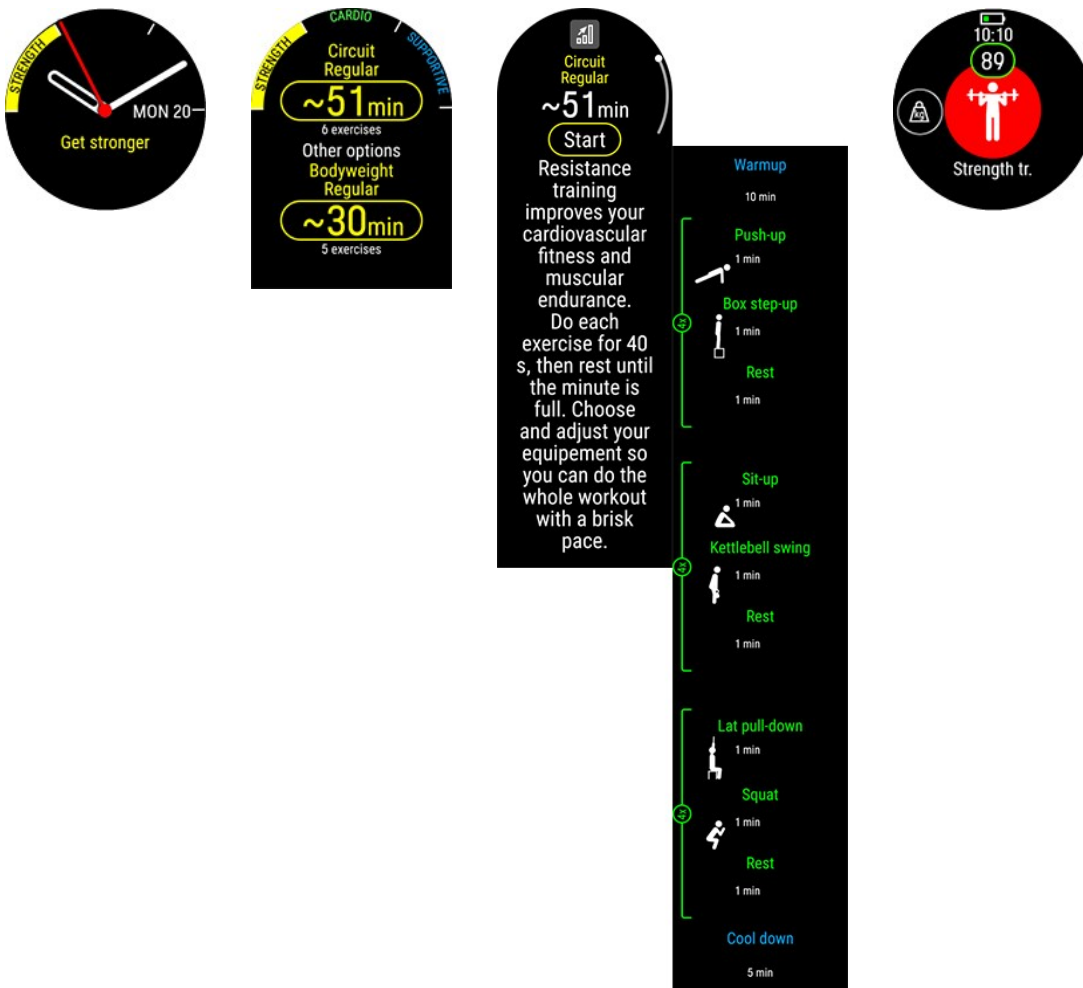 STRENGTH
MON 20
Get stronger
STRENGTH
CARDIO
SUPPORTIVE
Circuit
Regular
~51min
6 exercises
Other options
Bodyweight
Regular
~30min
5 exercises
Circuit
Regular
~51min
Start
Resistance
training
improves your
cardiovascular
fitness and
muscular
endurance.
Do each
exercise for 40
s, then rest until
the minute is
full. Choose
and adjust your
equipement so
you can do the
whole workout
with a brisk
pace.
Warmup
10 min
Push-up
1 min
Box step-up
1 min
4x
Rest
1 min
Sit-up
1 min
Kettlebell swing
4x
1 min
Rest
1 min
Lat pull-down
1 min
Squat
4x
1 min
Rest
1 min
Cool down
5 min
10:10
89
kg
Strength tr.